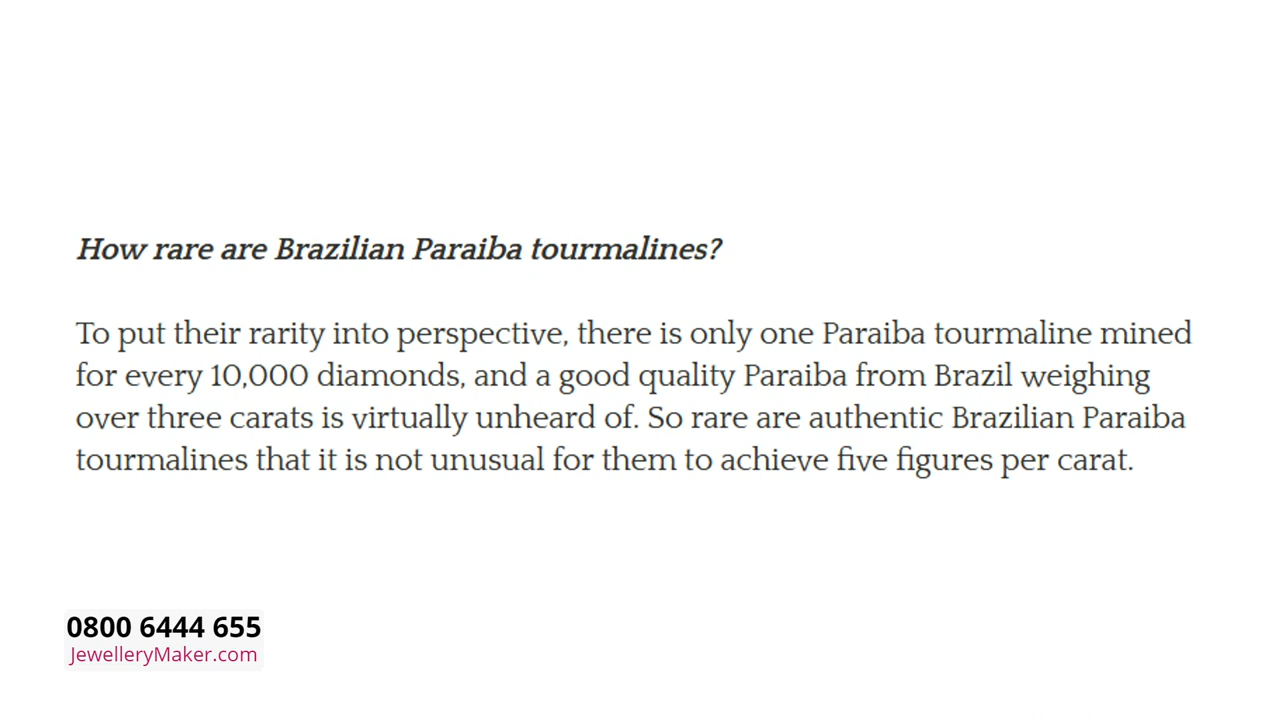 How rare are Brazilian Paraiba tourmalines?
To put their rarity into perspective, there is only one Paraiba tourmaline mined
for every 10,000 diamonds, and a good quality Paraiba from Brazil weighing
over three carats is virtually unheard of. So rare are authentic Brazilian Paraiba
tourmalines that it is not unusual for them to achieve five figures per carat.
0800 6444 655
JewelleryMaker.com